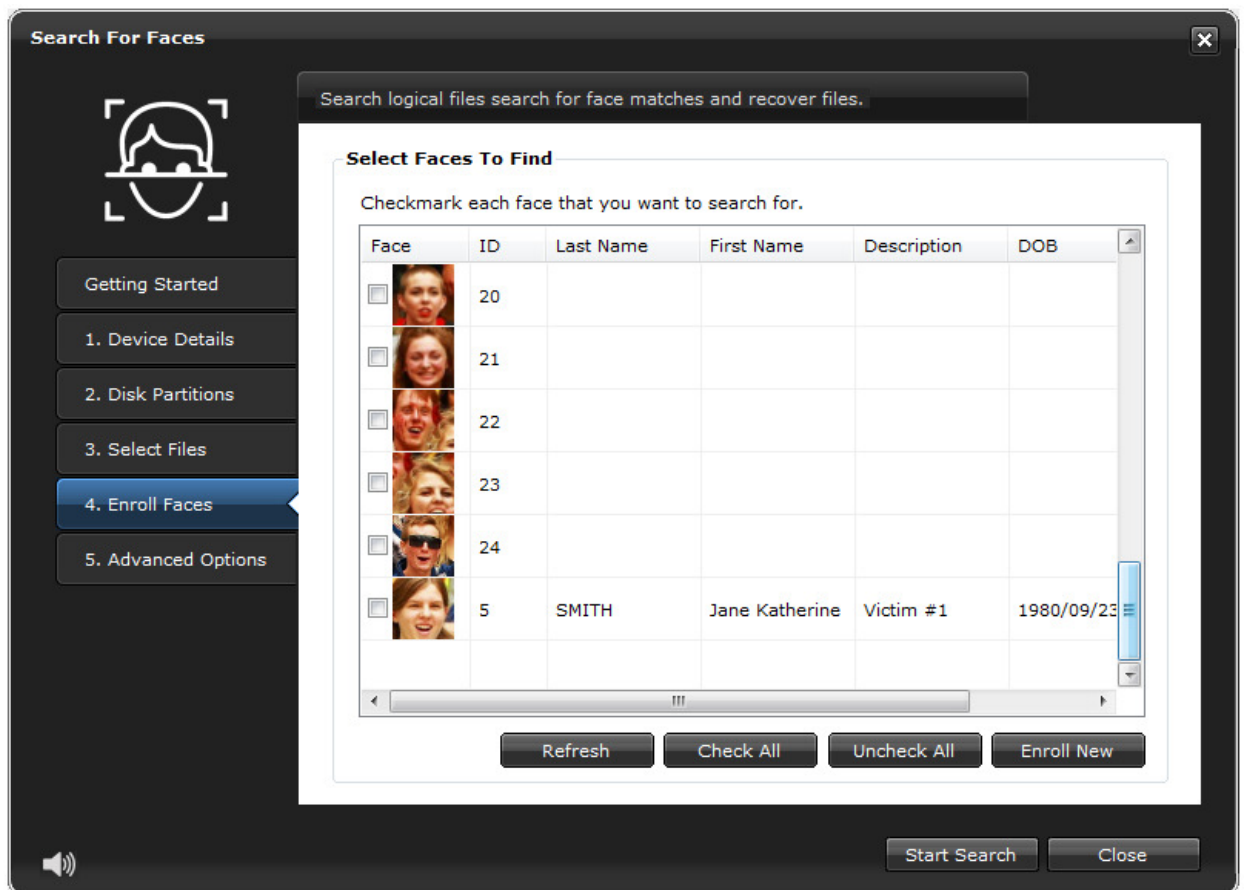 Search For Faces
Search logical files search for face matches and recover files.
Getting Started
1. Device Details
2. Disk Partitions
3. Select Files
4. Enroll Faces
5. Advanced Options
Select Faces To Find
Checkmark each face that you want to search for.
Face ID Last Name First Name Description DOB
20
21
22
23
24
5 SMITH Jane Katherine Victim #1 1980/09/23
Refresh Check All Uncheck All Enroll New
Start Search Close